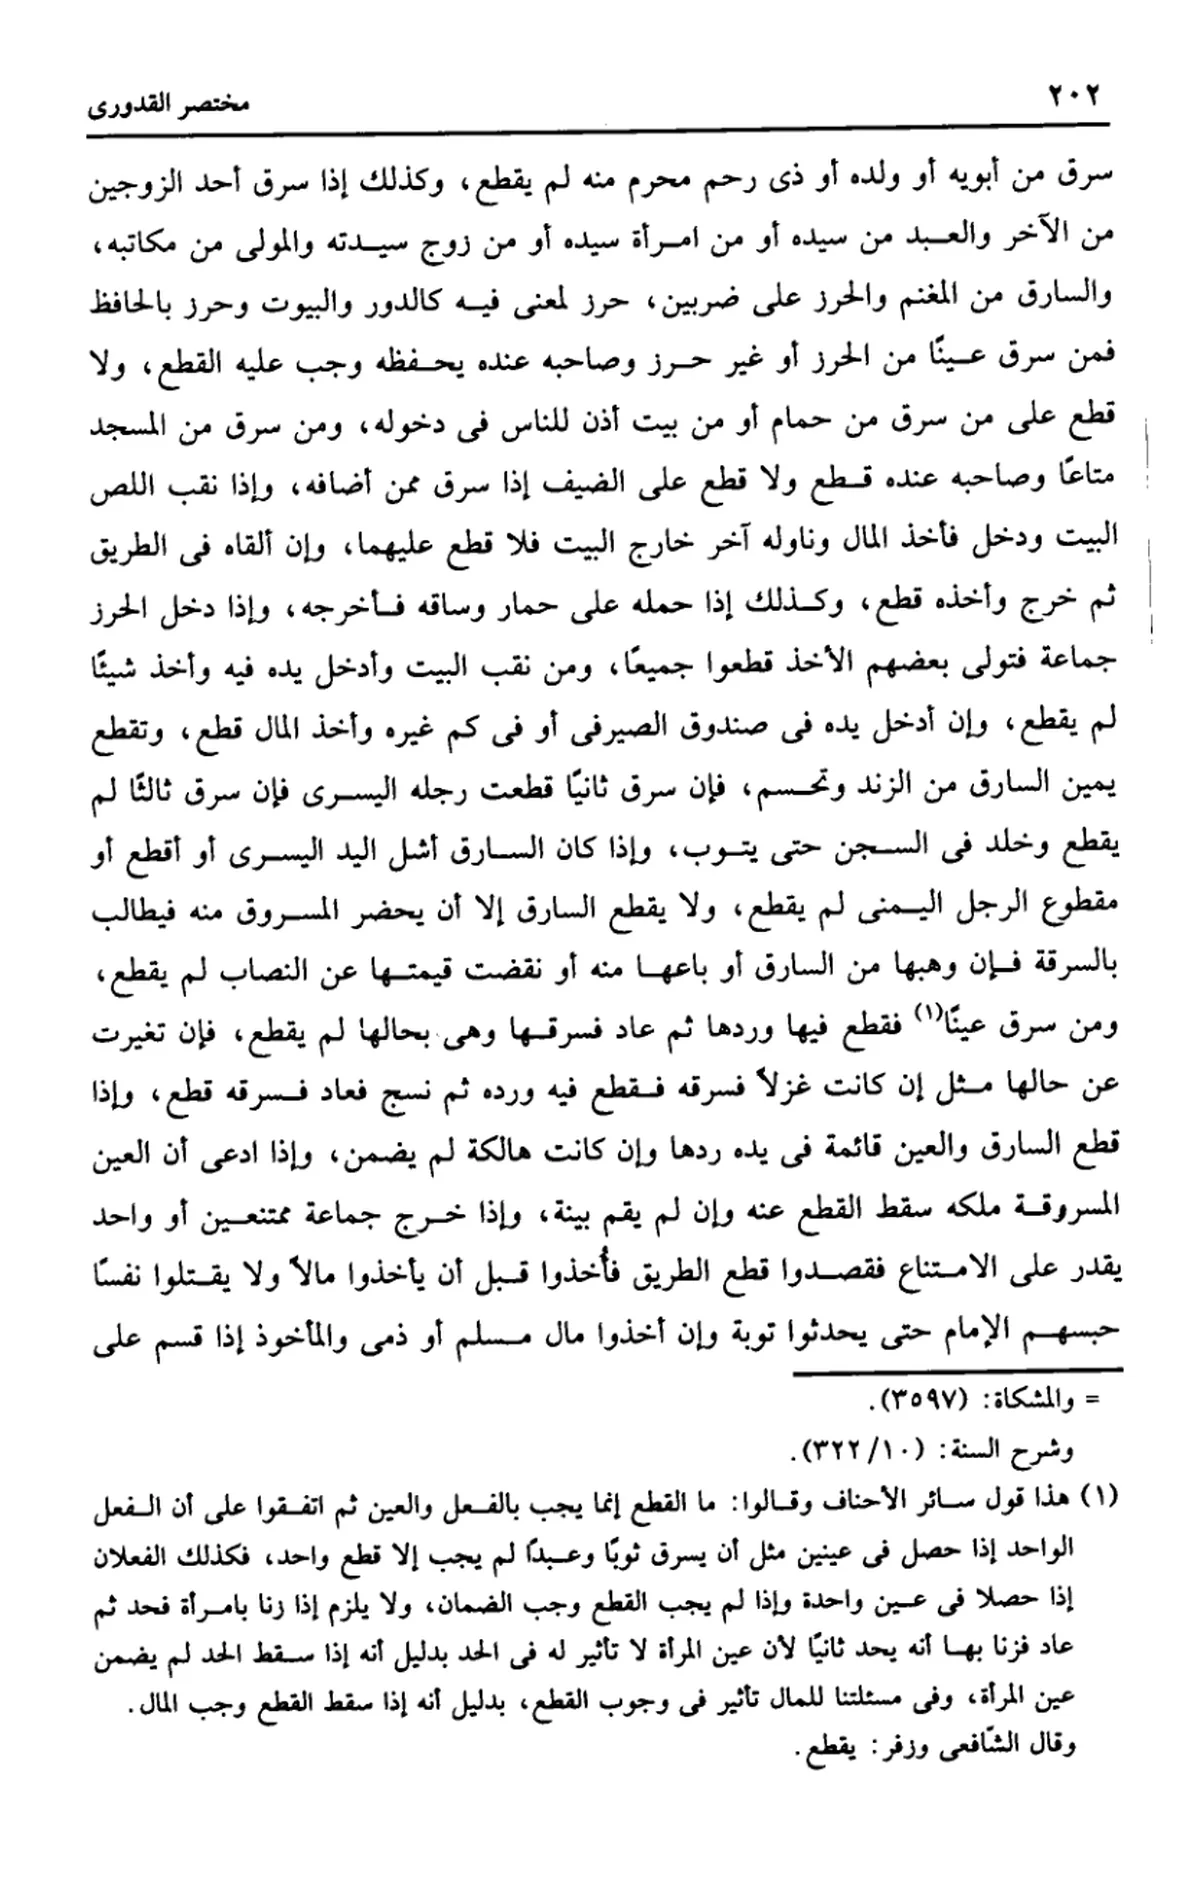 ٢٠٢
مختصر القدورى
سرق من أبويه أو ولده أو ذى رحم محرم منه لم يقطع، وكذلك إذا سرق أحد الزوجين
من الآخر والعبد من سيده أو من امرأة سيده أو من زوج سيدته والمولى من مكاتبه،
والسارق من المغنم والحرز على ضربين، حرز لمعنى فيه كالدور والبيوت وحرز بالحافظ
فمن سرق عينًا من الحرز أو غير حرز وصاحبه عنده يحفظه وجب عليه القطع، ولا
قطع على من سرق من حمام أو من بيت أذن للناس فى دخوله، ومن سرق من المسجد
متاعًا وصاحبه عنده قطع ولا قطع على الضيف إذا سرق ممن أضافه، وإذا نقب اللص
البيت ودخل فأخذ المال وناوله آخر خارج البيت فلا قطع عليهما، وإن ألقاه فى الطريق
ثم خرج وأخذه قطع، وكذلك إذا حمله على حمار وساقه فأخرجه، وإذا دخل الحرز
جماعة فتولى بعضهم الأخذ قطعوا جميعًا، ومن نقب البيت وأدخل يده فيه وأخذ شيئًا
لم يقطع، وإن أدخل يده فى صندوق الصيرفى أو فى كم غيره وأخذ المال قطع، وتقطع
يمين السارق من الزند وتحسم، فإن سرق ثانيًا قطعت رجله اليسرى فإن سرق ثالثًا لم
يقطع وخلد فى السجن حتى يتوب، وإذا كان السارق أشل اليد اليسرى أو أقطع أو
مقطوع الرجل اليمنى لم يقطع، ولا يقطع السارق إلا أن يحضر المسروق منه فيطالب
بالسرقة فإن وهبها من السارق أو باعها منه أو نقضت قيمتها عن النصاب لم يقطع،
ومن سرق عينًا(١) فقطع فيها وردها ثم عاد فسرقها وهى بحالها لم يقطع، فإن تغيرت
عن حالها مثل إن كانت غزلاً فسرقه فقطع فيه ورده ثم نسج فعاد فسرقه قطع، وإذا
قطع السارق والعين قائمة فى يده ردها وإن كانت هالكة لم يضمن، وإذا ادعى أن العين
المسروقة ملكه سقط القطع عنه وإن لم يقم بينة، وإذا خرج جماعة ممتنعين أو واحد
يقدر على الامتناع فقصدوا قطع الطريق فأُخذوا قبل أن يأخذوا مالاً ولا يقتلوا نفسًا
حبسهم الإمام حتى يحدثوا توبة وإن أخذوا مال مسلم أو ذمى والمأخوذ إذا قسم على
= والمشكاة: (٣٥٩٧).
وشرح السنة: (٣٢٢/١٠).
(١) هذا قول سائر الأحناف وقالوا: ما القطع إنما يجب بالفعل والعين ثم اتفقوا على أن الفعل
الواحد إذا حصل فى عينين مثل أن يسرق ثوبًا وعبدًا لم يجب إلا قطع واحد، فكذلك الفعلان
إذا حصلا فى عين واحدة وإذا لم يجب القطع وجب الضمان، ولا يلزم إذا زنا بامرأة فحد ثم
عاد فزنا بها أنه يحد ثانيًا لأن عين المرأة لا تأثير له فى الحد بدليل أنه إذا سقط الحد لم يضمن
عين المرأة، وفى مسئلتنا للمال تأثير فى وجوب القطع، بدليل أنه إذا سقط القطع وجب المال.
وقال الشّافعى وزفر: يقطع.